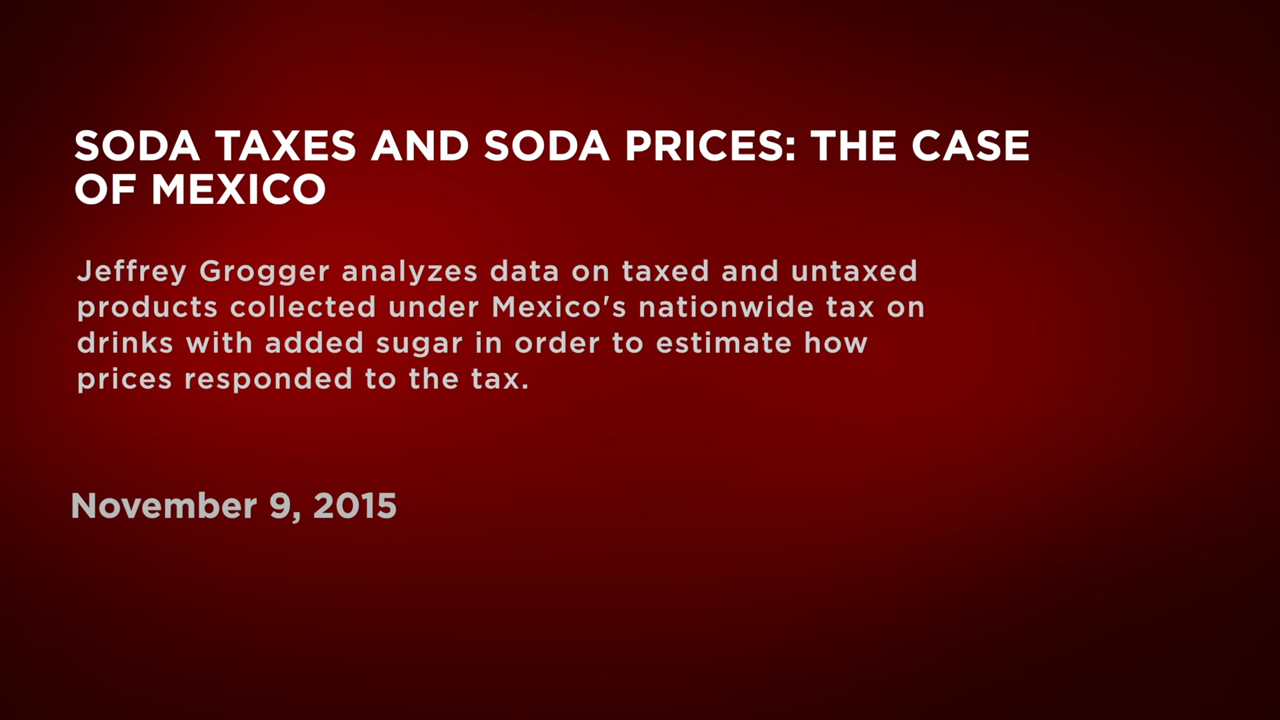 SODA TAXES AND SODA PRICES: THE CASE
OF MEXICO
Jeffrey Grogger analyzes data on taxed and untaxed
products collected under Mexico's nationwide tax on
drinks with added sugar in order to estimate how
prices responded to the tax.
November 9, 2015